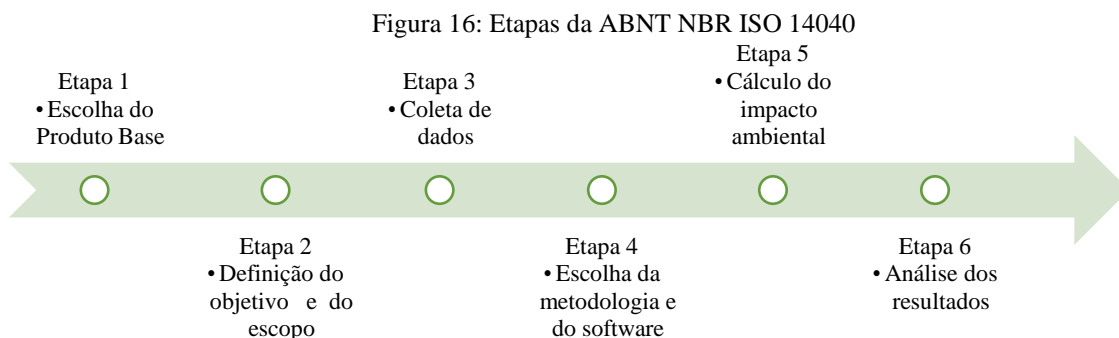 Figura 16: Etapas da ABNT NBR ISO 14040
Etapa 1
• Escolha do
Produto Base
Etapa 2
• Definição do
objetivo e do
escopo
Etapa 3
• Coleta de
dados
Etapa 4
• Escolha da
metodologia e
do software
Etapa 5
• Cálculo do
impacto
ambiental
Etapa 6
• Análise dos
resultados